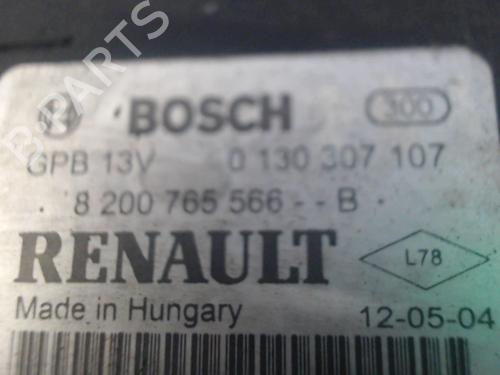 BOSCH 300
GPB 13V 0 130 307 107
. 8 200 765 566 - - B .
RENAULT L78
Made in Hungary 12-05-04
B-PARTS